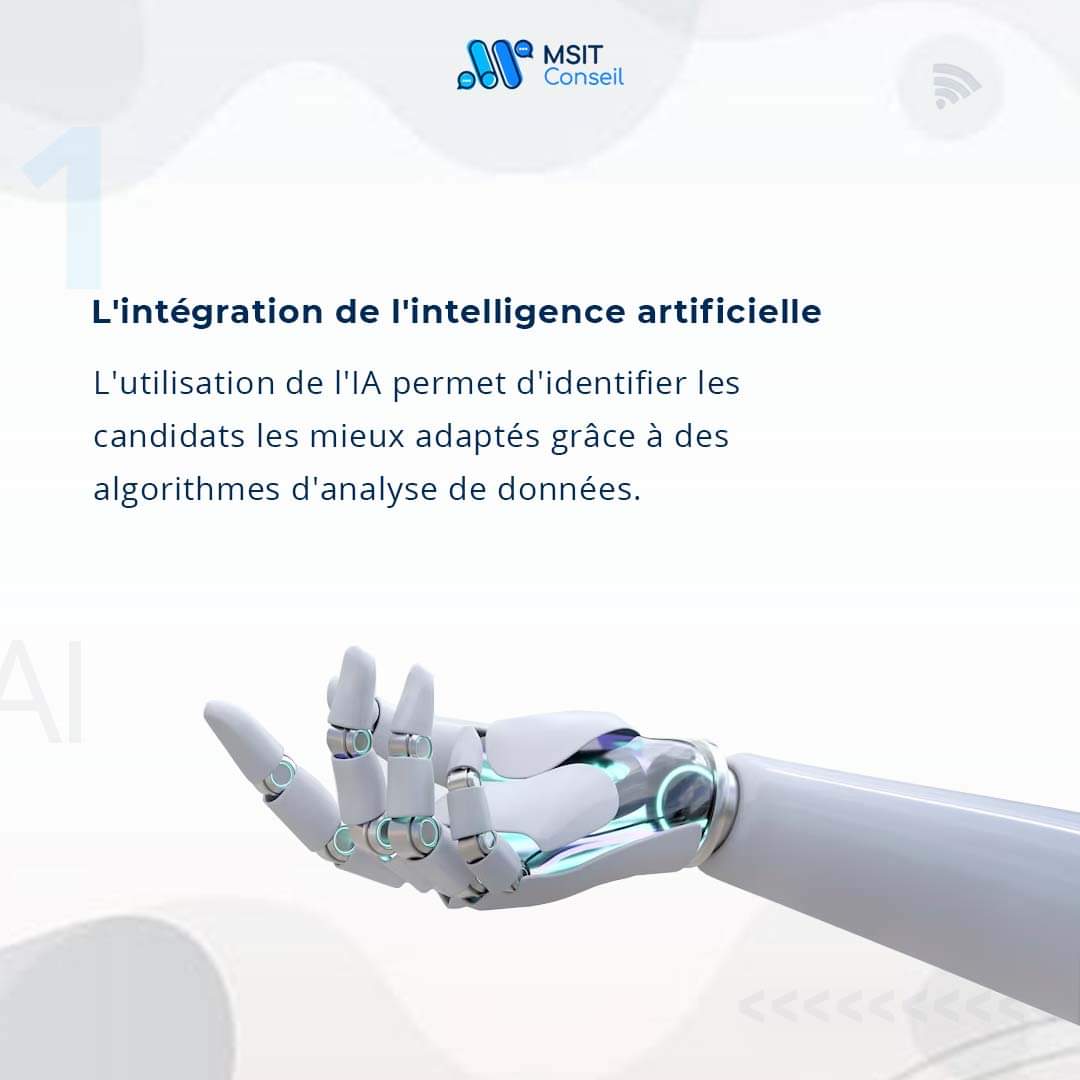 MSIT
Conseil
1
L'intégration de l'intelligence artificielle
L'utilisation de l'IA permet d'identifier les
candidats les mieux adaptés grâce à des
algorithmes d'analyse de données.
AI
<<<<<<<<<<